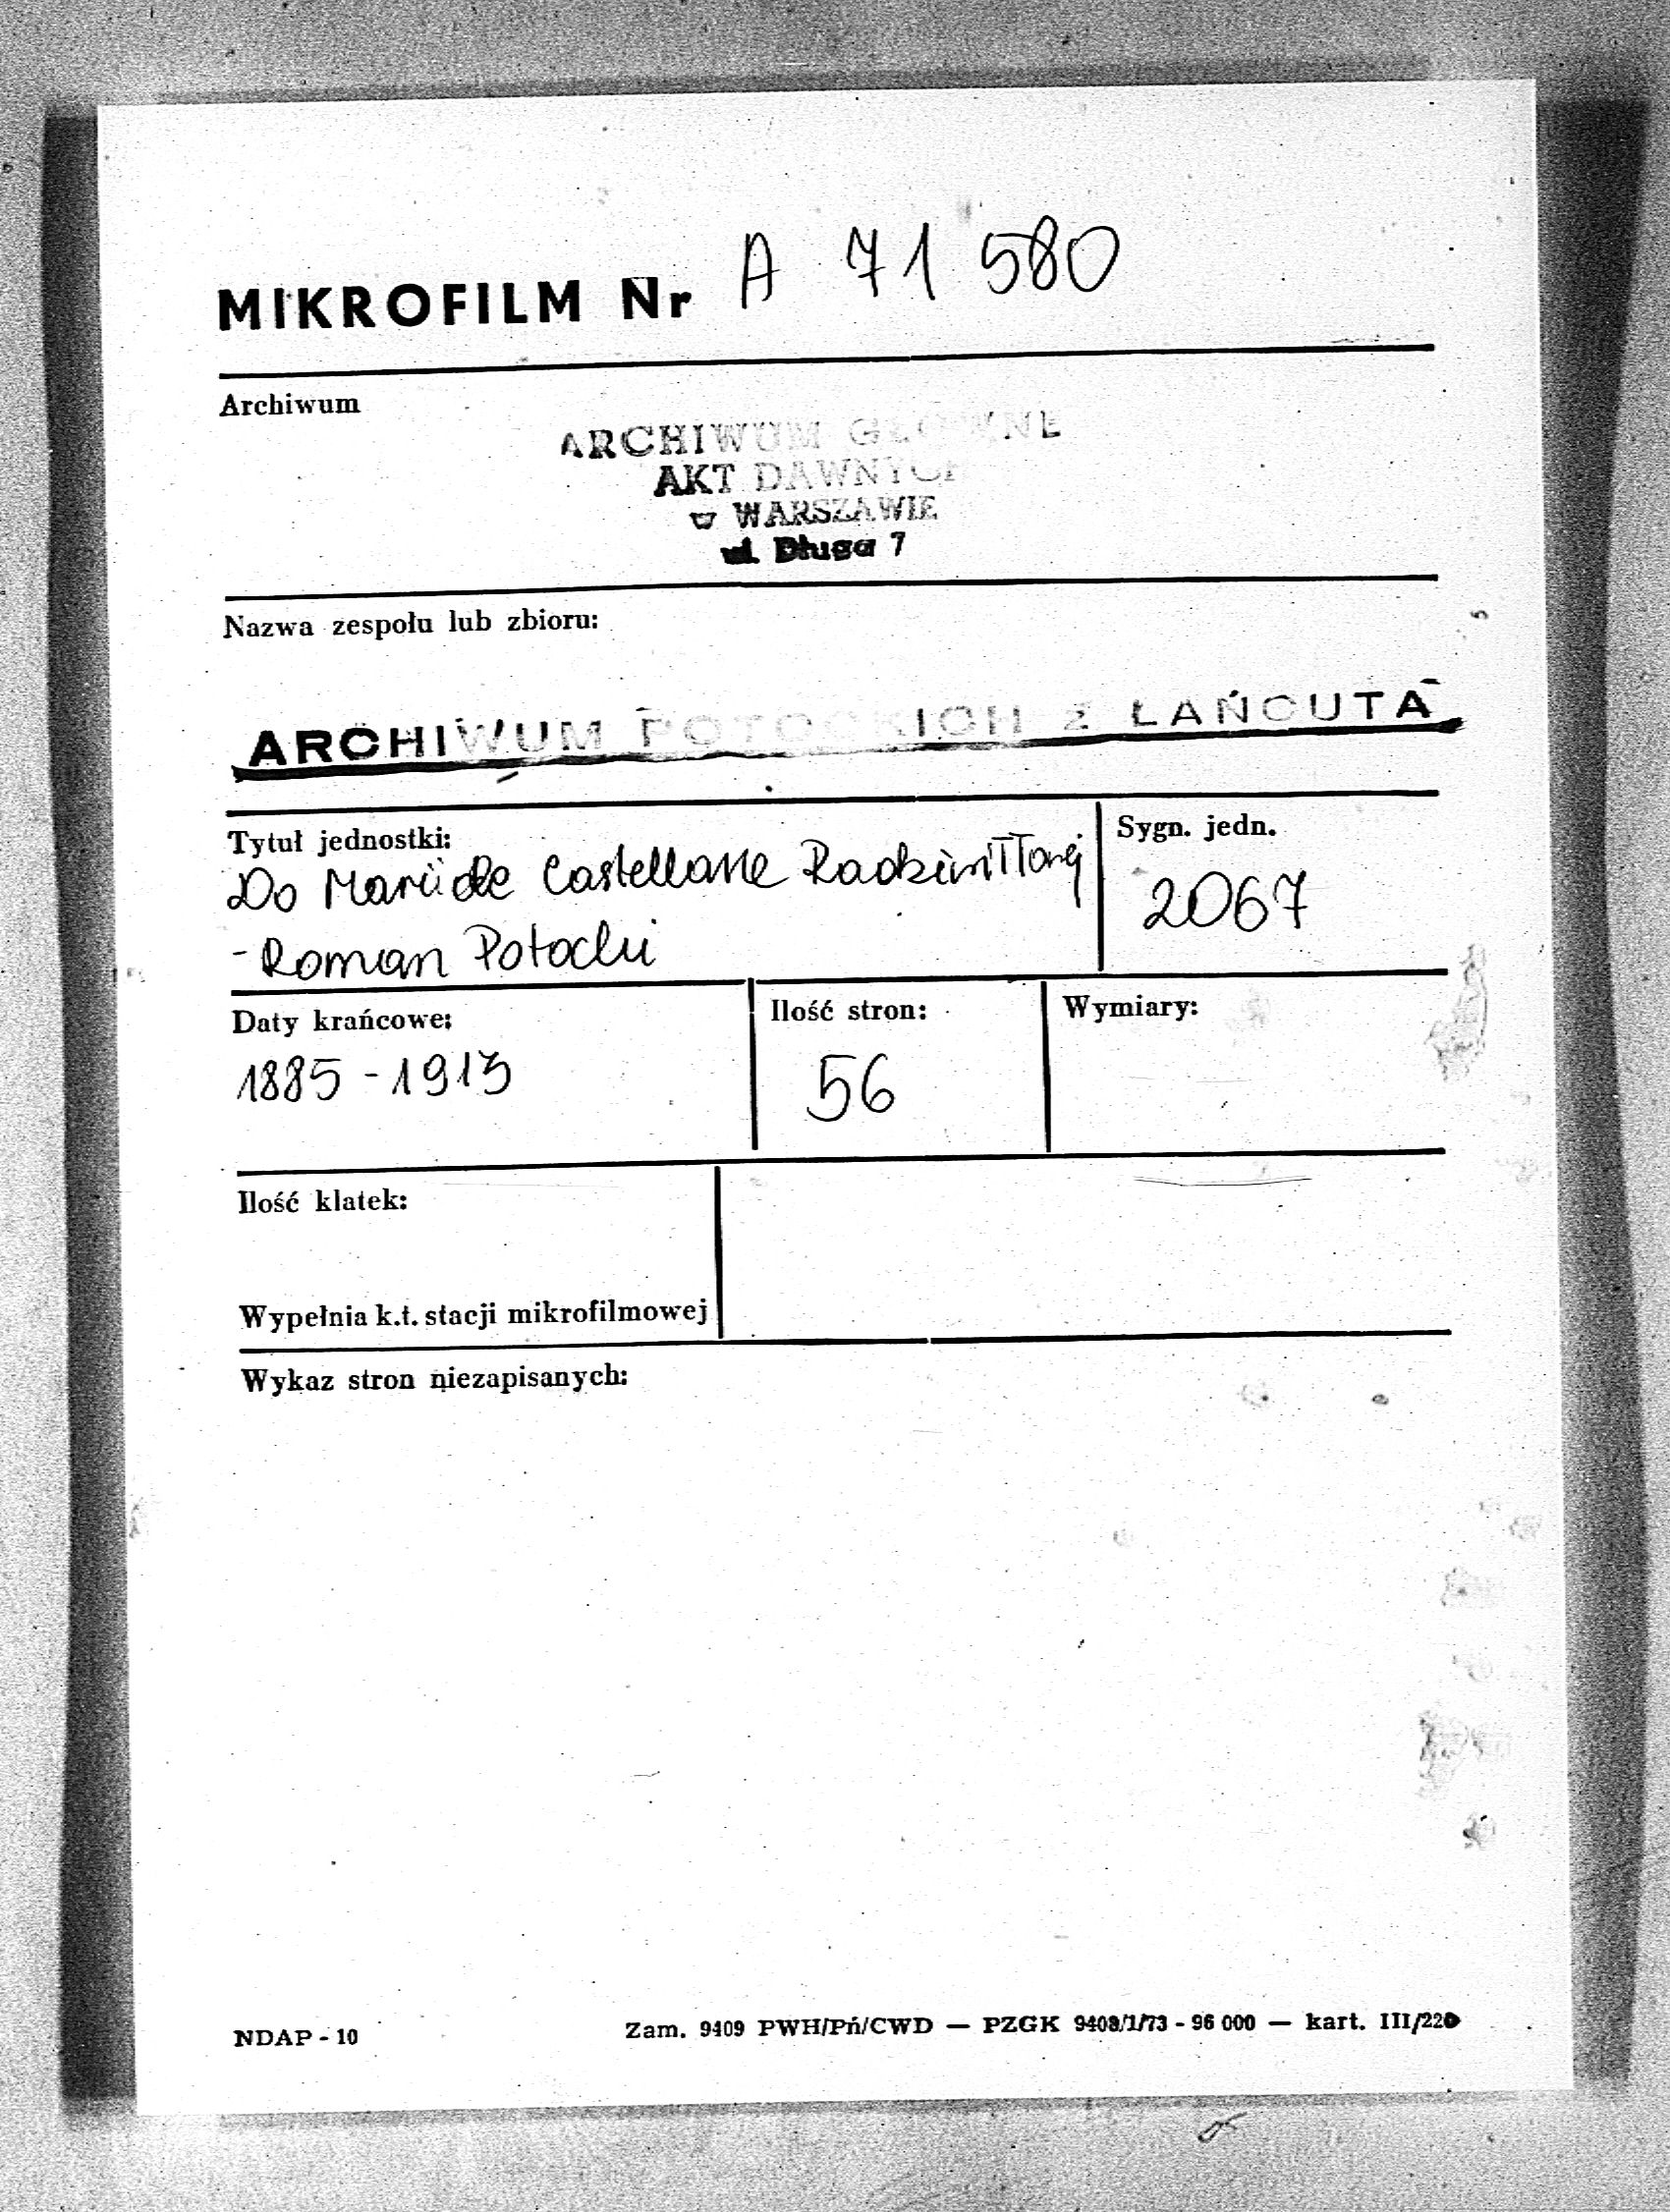 MIKROFILM Nr A 71 580
Archiwum
ARCHIWUM GŁÓWNE
AKT DAWNYCH
w WARSZAWIE
ul. Długa 7
Nazwa zespołu lub zbioru:
ARCHIWUM POTOCKICH Z ŁAŃCUTA
Tytuł jednostki:
Do Marii de Castellane Radziwiłłowej
- Roman Potocki
Sygn. jedn.
2067
Daty krańcowe:
1885 - 1913
Ilość stron:
56
Wymiary:
Ilość klatek:
Wypełnia k.t. stacji mikrofilmowej
Wykaz stron niezapisanych:
NDAP - 10
Zam. 9409 PWH/Pń/CWD — PZGK 9408/1/73 - 96 000 — kart. III/220